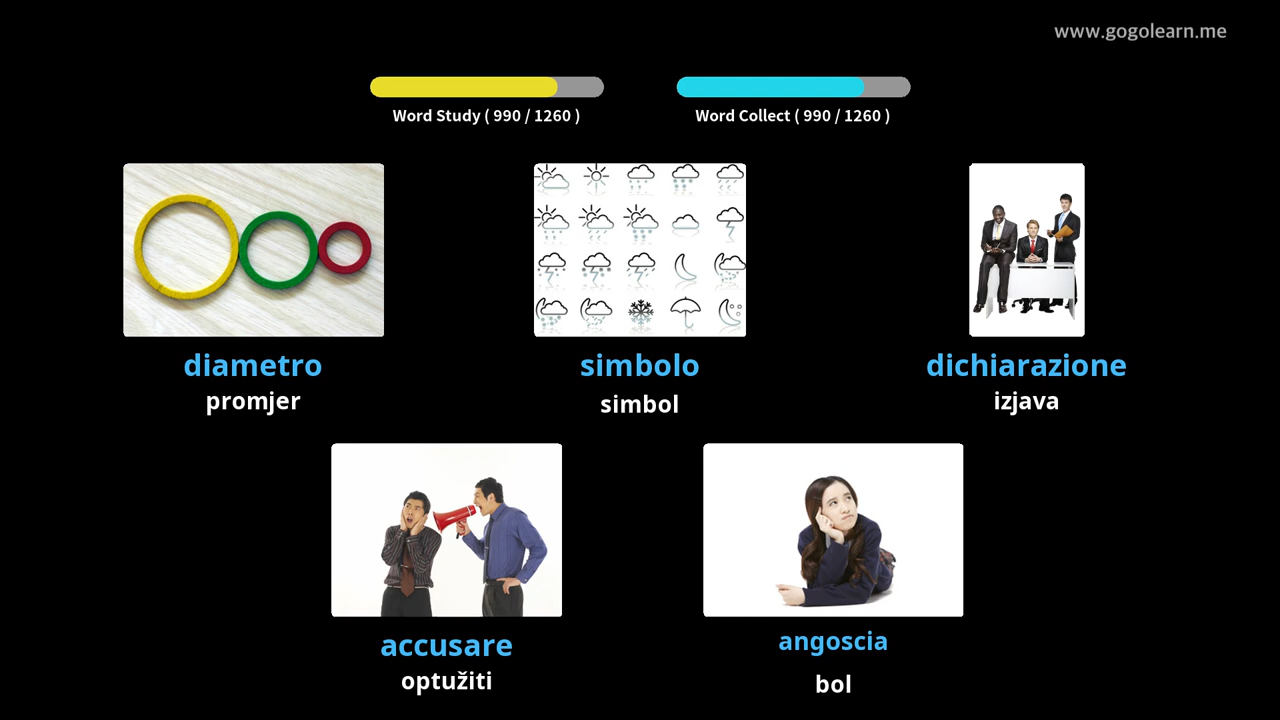 www.gogolearn.me
Word Study ( 990 / 1260 )
Word Collect ( 990 / 1260 )
diametro
promjer
simbolo
simbol
dichiarazione
izjava
accusare
optužiti
angoscia
bol